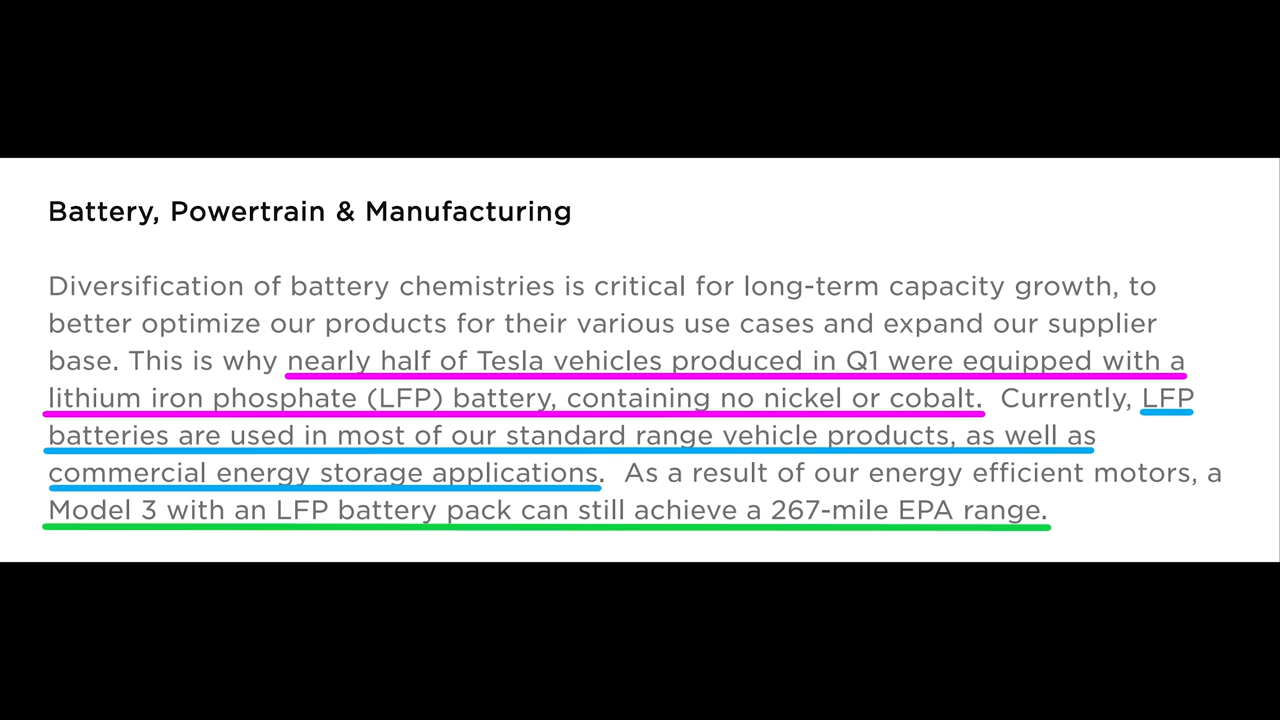 Battery, Powertrain & Manufacturing
Diversification of battery chemistries is critical for long-term capacity growth, to
better optimize our products for their various use cases and expand our supplier
base. This is why nearly half of Tesla vehicles produced in Q1 were equipped with a
lithium iron phosphate (LFP) battery, containing no nickel or cobalt. Currently, LFP
batteries are used in most of our standard range vehicle products, as well as
commercial energy storage applications. As a result of our energy efficient motors, a
Model 3 with an LFP battery pack can still achieve a 267-mile EPA range.